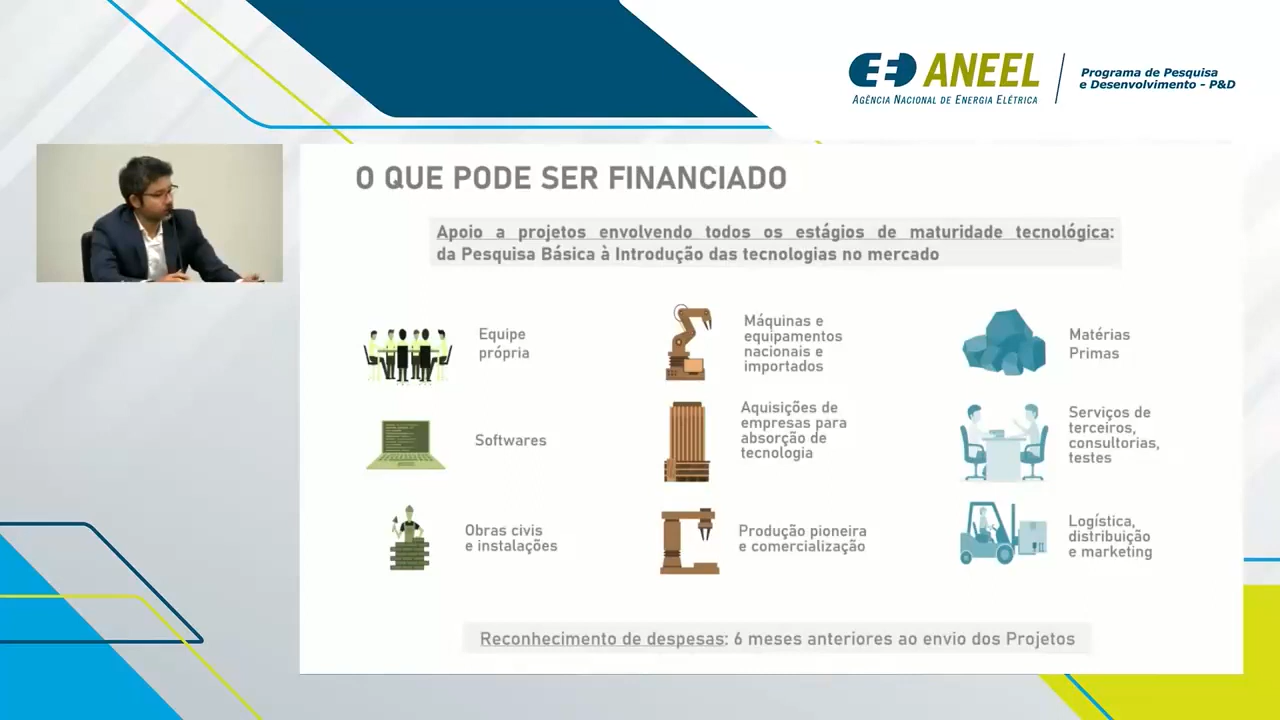 ANEEL
AGÊNCIA NACIONAL DE ENERGIA ELÉTRICA
Programa de Pesquisa
e Desenvolvimento - P&D
O QUE PODE SER FINANCIADO
Apoio a projetos envolvendo todos os estágios de maturidade tecnológica:
da Pesquisa Básica à Introdução das tecnologias no mercado
Equipe
própria
Máquinas e
equipamentos
nacionais e
importados
Matérias
Primas
Softwares
Aquisições de
empresas para
absorção de
tecnologia
Serviços de
terceiros,
consultorias,
testes
Obras civis
e instalações
Produção pioneira
e comercialização
Logística,
distribuição
e marketing
Reconhecimento de despesas: 6 meses anteriores ao envio dos Projetos